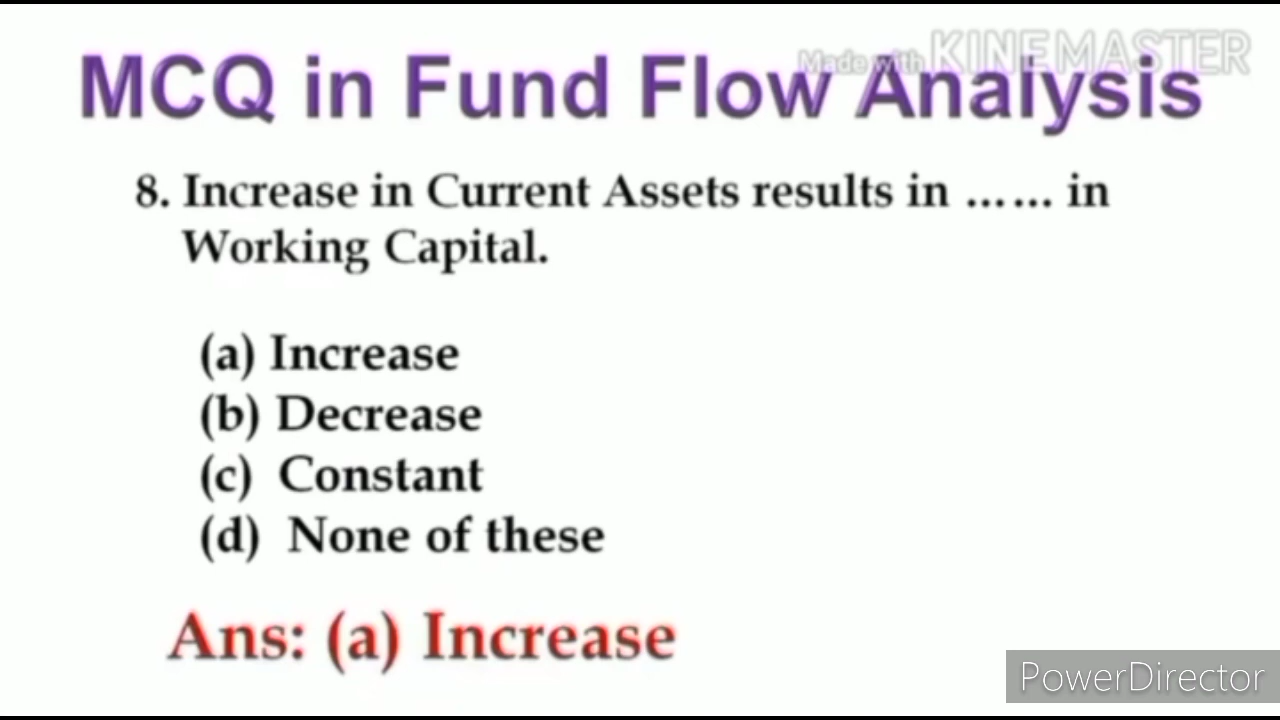 Made with KINEMASTER
MCQ in Fund Flow Analysis
8. Increase in Current Assets results in ...... in
Working Capital.
(a) Increase
(b) Decrease
(c) Constant
(d) None of these
Ans: (a) Increase
PowerDirector